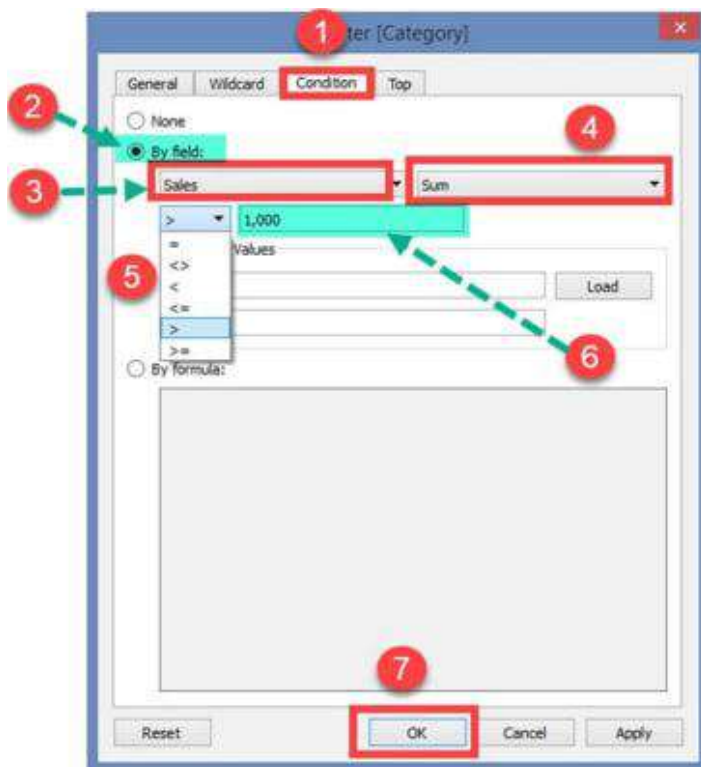 1
ter [Category]
General Wildcard Condition Top
2
None
4
By field:
3
Sales Sum
> 1,000
=
Values
<>
5
< Load
<=
>
6
>=
By formula:
7
Reset OK Cancel Apply